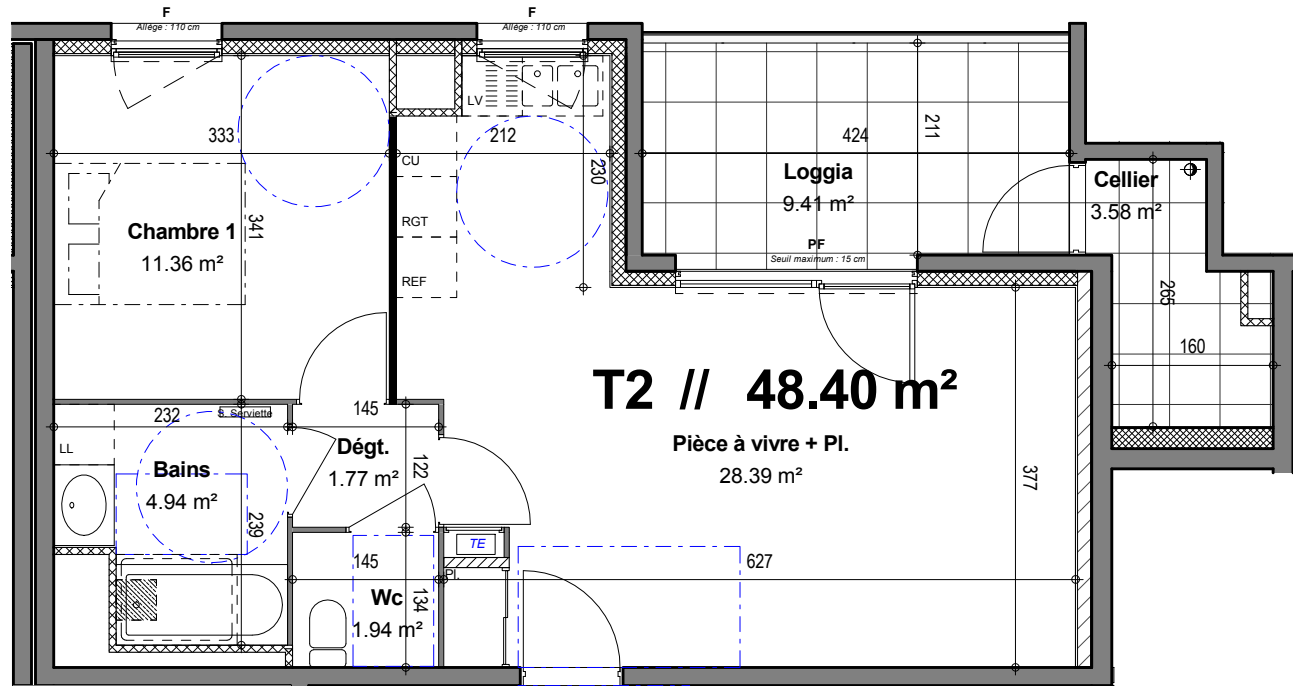 F
Allège : 110 cm
F
Allège : 110 cm
LV
333
212
424
211
CU
230
Loggia
9.41 m²
Cellier
3.58 m²
RGT
Chambre 1
11.36 m²
341
REF
PF
Seuil maximum : 15 cm
265
160
T2 // 48.40 m²
232
S. Serviette
145
LL
Bains
4.94 m²
Dégt.
1.77 m²
122
Pièce à vivre + Pl.
28.39 m²
377
239
TE
145
627
Pl.
Wc
1.94 m²
134